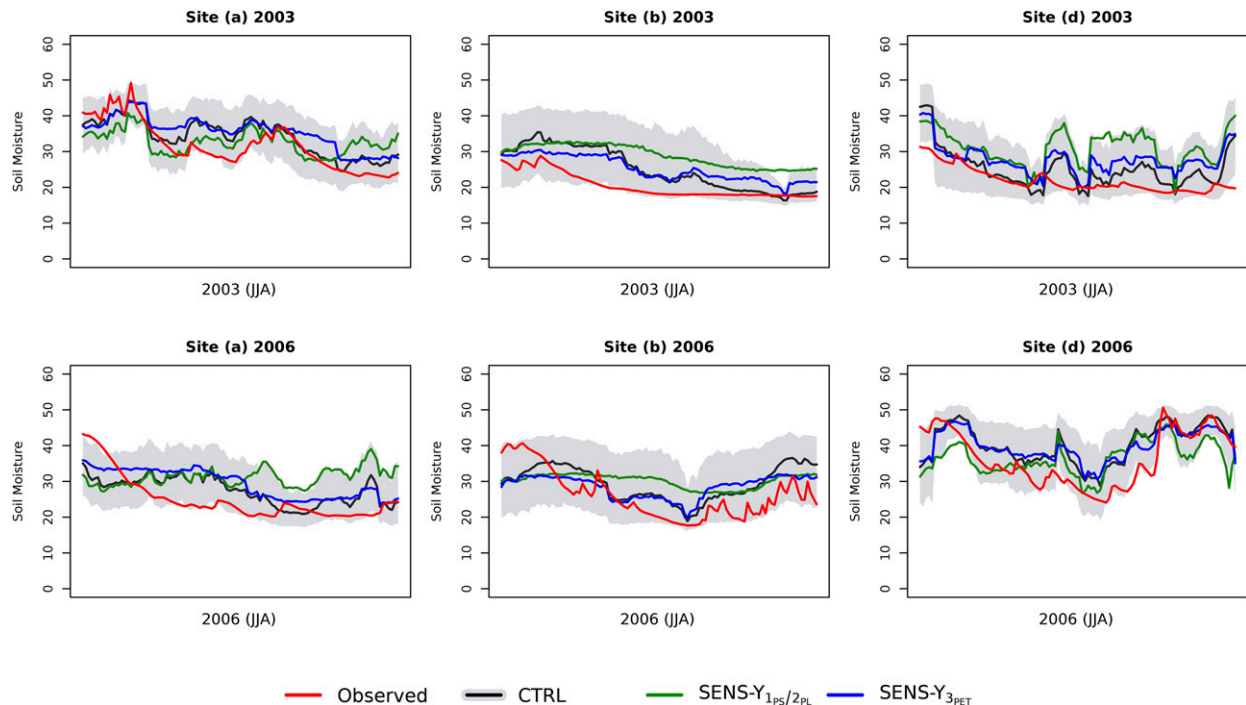 Site (a) 2003
Site (b) 2003
Site (d) 2003
Soil Moisture
0 10 20 30 40 50 60
2003 (JJA)
Soil Moisture
0 10 20 30 40 50 60
2003 (JJA)
Soil Moisture
0 10 20 30 40 50 60
2003 (JJA)
Site (a) 2006
Site (b) 2006
Site (d) 2006
Soil Moisture
0 10 20 30 40 50 60
2006 (JJA)
Soil Moisture
0 10 20 30 40 50 60
2006 (JJA)
Soil Moisture
0 10 20 30 40 50 60
2006 (JJA)
Observed CTRL SENS-Y1PS/2PL SENS-Y3PET